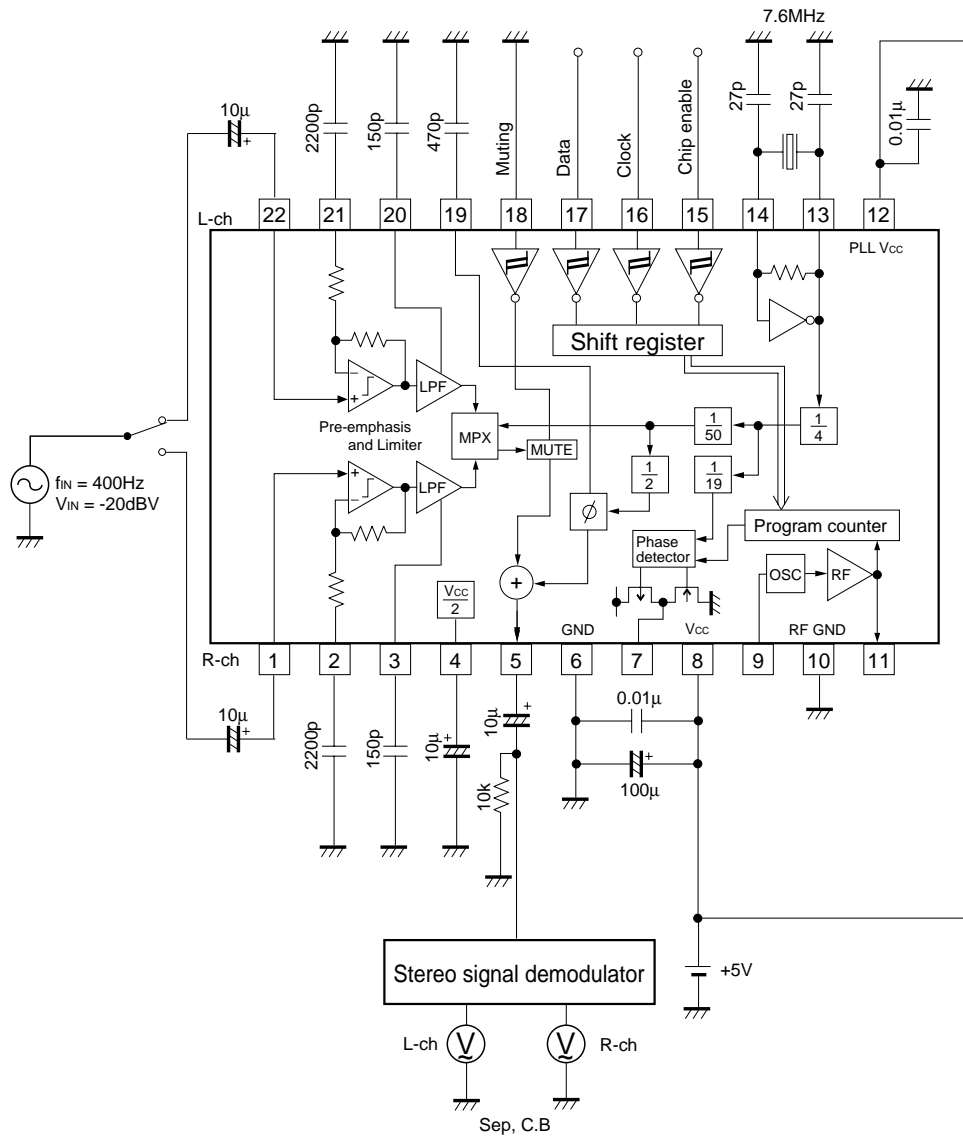 7.6MHz
10μ
+
2200p
150p
470p
Muting
Data
Clock
Chip enable
27p
27p
0.01μ
L-ch
22
21
20
19
18
17
16
15
14
13
12
PLL Vcc
Shift register
−
+
LPF
Pre-emphasis
and Limiter
MPX
MUTE
1
50
1
4
1
2
1
19
+
−
LPF
ϕ
Phase
detector
Program counter
OSC
RF
fIN = 400Hz
VIN = -20dBV
Vcc
2
+
GND
Vcc
RF GND
R-ch
1
2
3
4
5
6
7
8
9
10
11
10μ
+
2200p
150p
10μ
+
10μ
+
10k
0.01μ
+
100μ
Stereo signal demodulator
+5V
L-ch
V
V
R-ch
Sep, C.B